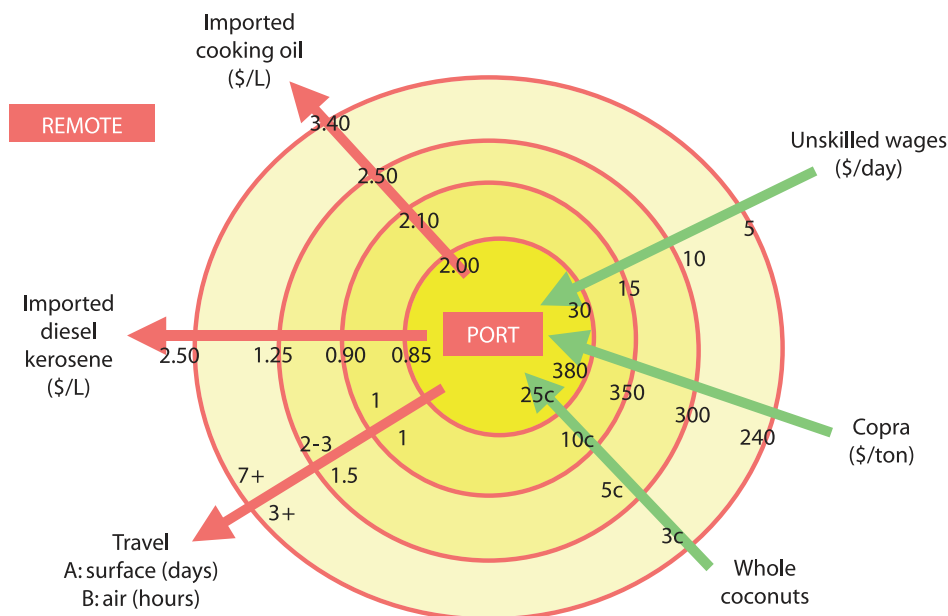 Imported
cooking oil
($/L)
REMOTE
3.40
2.50
2.10
2.00
Unskilled wages
($/day)
5
10
15
30
Imported
diesel
kerosene
($/L)
2.50
1.25
0.90
0.85
PORT
380
350
300
240
Copra
($/ton)
25c
10c
5c
3c
Whole
coconuts
1
1
2-3
1.5
7+
3+
Travel
A: surface (days)
B: air (hours)